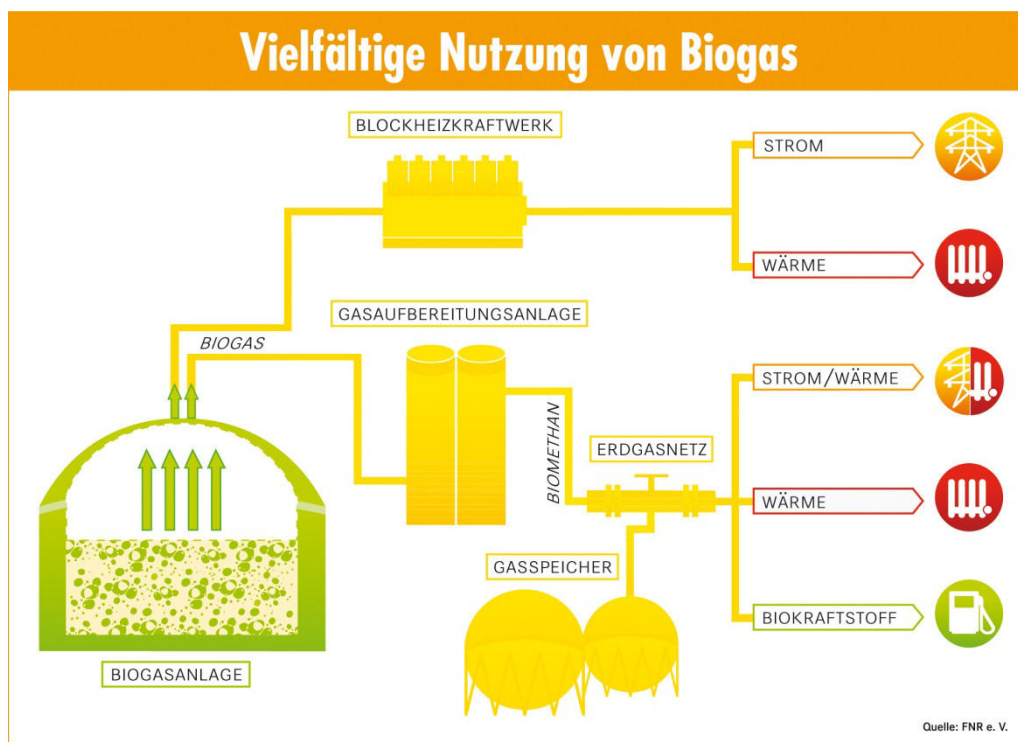 Vielfältige Nutzung von Biogas
BLOCKHEIZKRAFTWERK
STROM
WÄRME
GASAUFBEREITUNGSANLAGE
BIOGAS
STROM/WÄRME
BIOMETHAN
ERDGASNETZ
WÄRME
GASSPEICHER
BIOKRAFTSTOFF
BIOGASANLAGE
Quelle: FNR e. V.